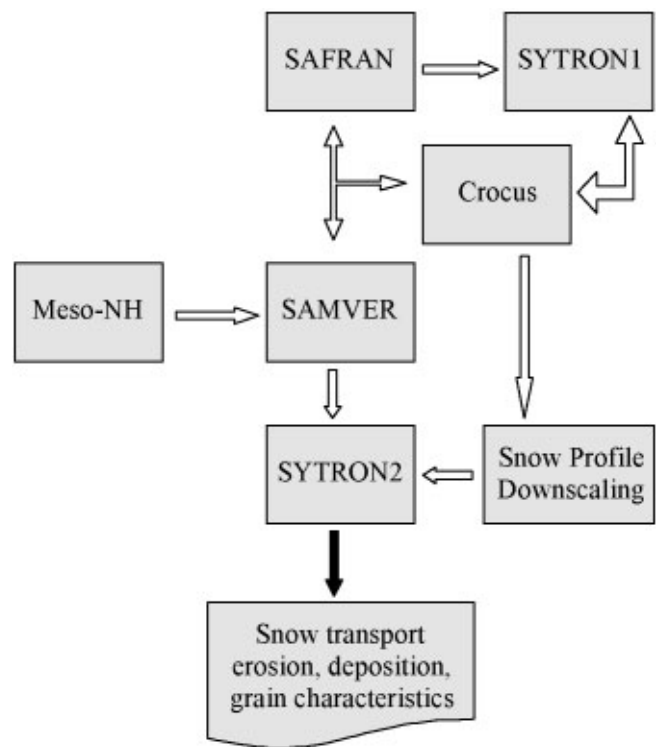 SAFRAN
SYTRON1
Crocus
Meso-NH
SAMVER
SYTRON2
Snow Profile
Downscaling
Snow transport
erosion, deposition,
grain characteristics